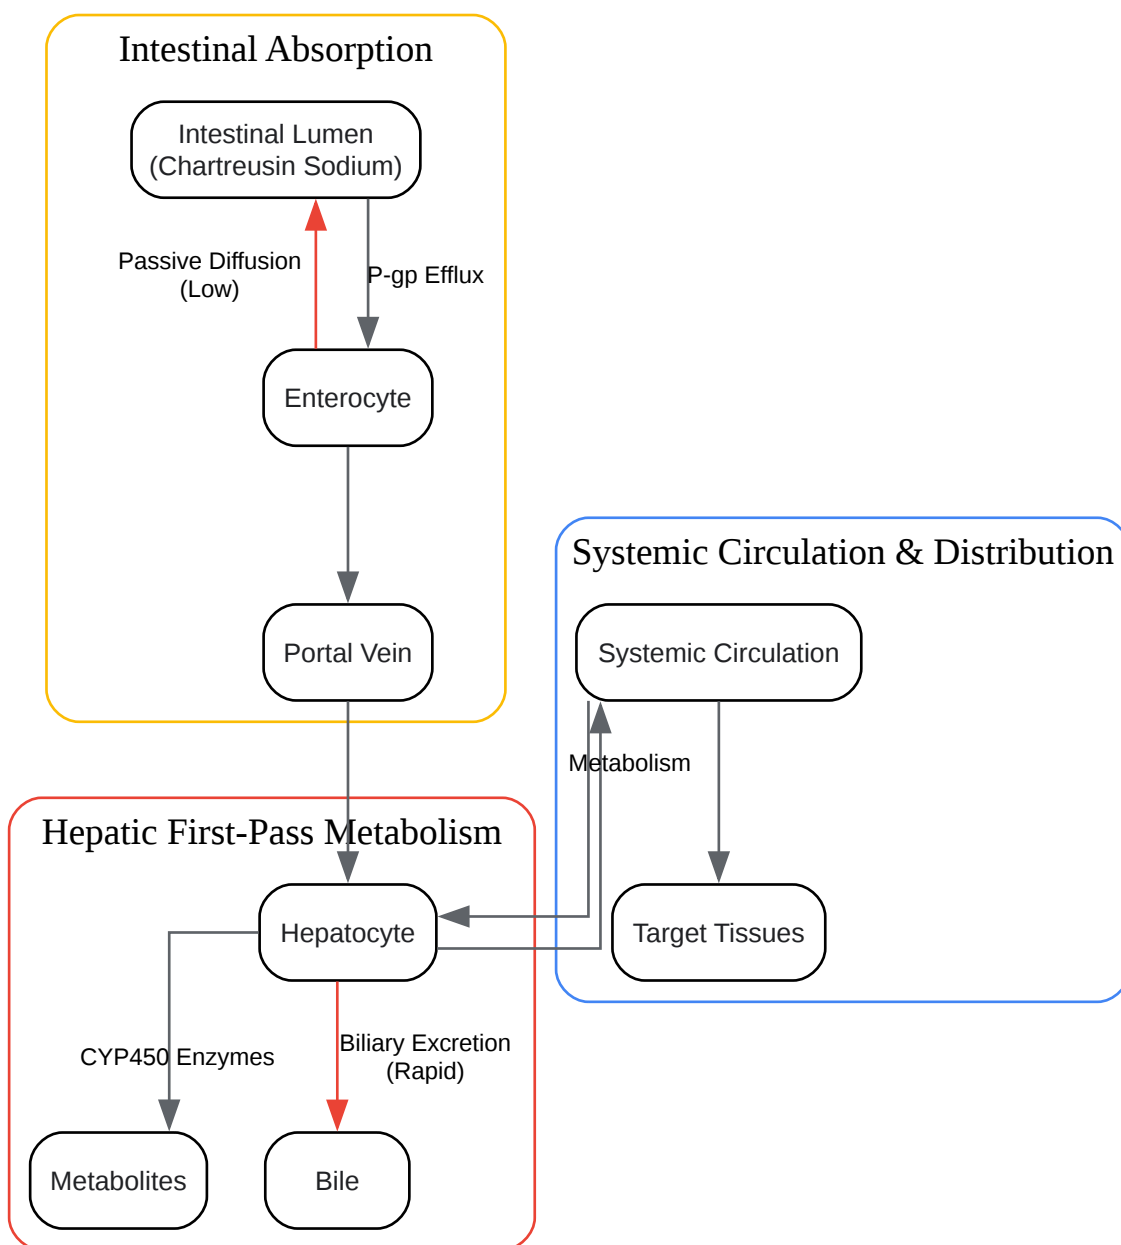 Intestinal Absorption
Intestinal Lumen
(Chartreusin Sodium)
Passive Diffusion
(Low)
P-gp Efflux
Enterocyte
Portal Vein
Systemic Circulation & Distribution
Systemic Circulation
Metabolism
Target Tissues
Hepatic First-Pass Metabolism
Hepatocyte
CYP450 Enzymes
Biliary Excretion
(Rapid)
Metabolites
Bile